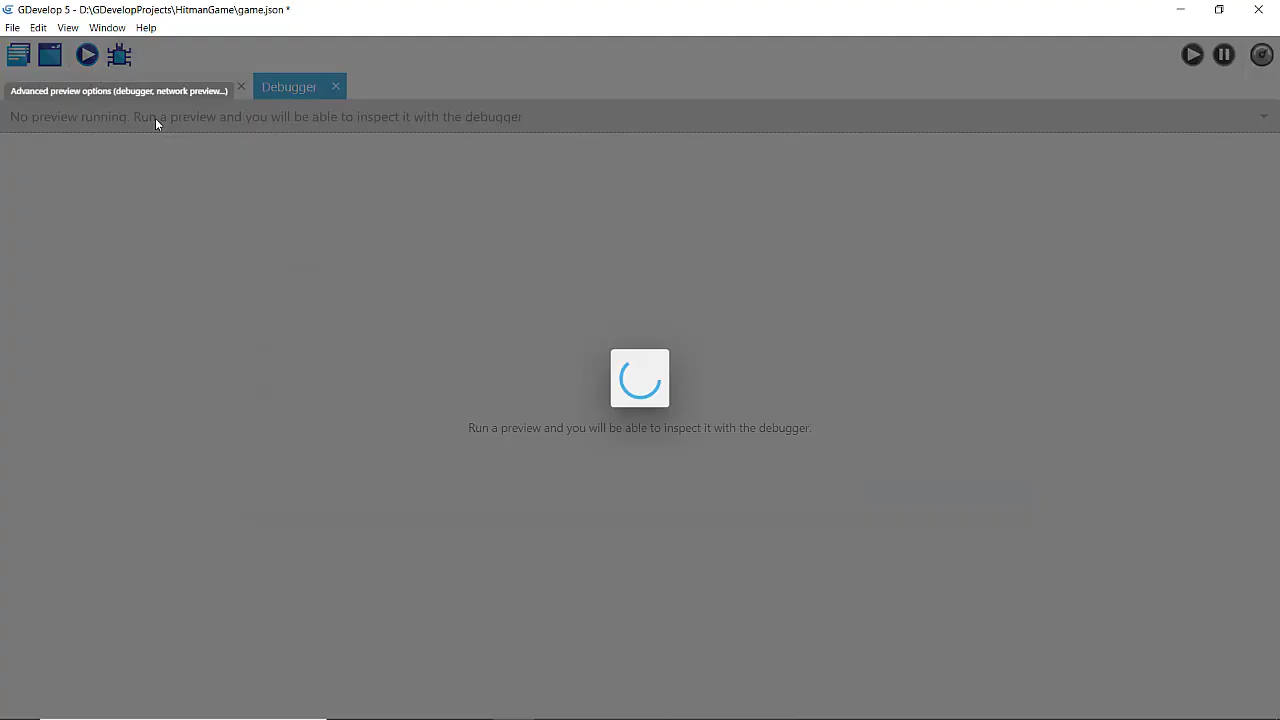 GDevelop 5 - D:\GDevelopProjects\HitmanGame\game.json *
File Edit View Window Help
Debugger
Advanced preview options (debugger, network preview...)
No preview running. Run a preview and you will be able to inspect it with the debugger
Run a preview and you will be able to inspect it with the debugger.